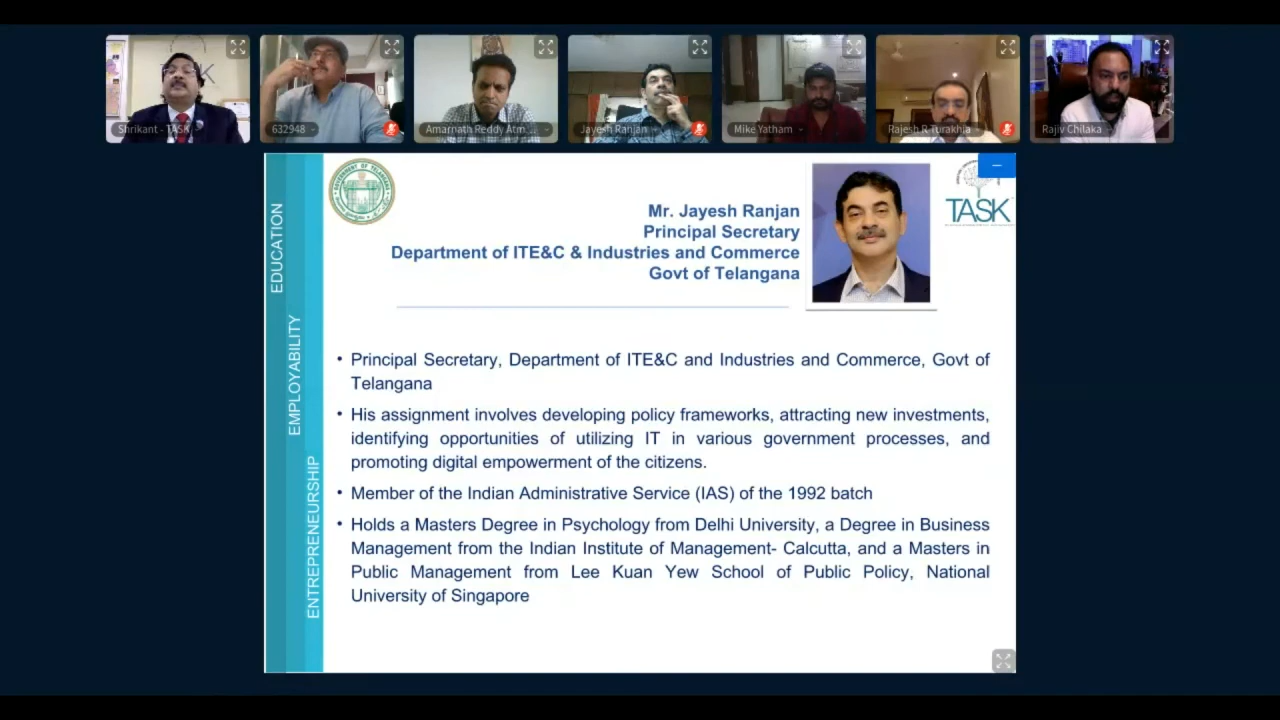 Shrikant - TASK
632948
Amarnath Reddy Atm...
Jayesh Ranjan
Mike Yatham
Rajesh R Turakhia
Rajiv Chilaka
GOVERNMENT OF TELANGANA
TASK
Mr. Jayesh Ranjan
Principal Secretary
Department of ITE&C & Industries and Commerce
Govt of Telangana
EDUCATION
EMPLOYABILITY
ENTREPRENEURSHIP
• Principal Secretary, Department of ITE&C and Industries and Commerce, Govt of
Telangana
• His assignment involves developing policy frameworks, attracting new investments,
identifying opportunities of utilizing IT in various government processes, and
promoting digital empowerment of the citizens.
• Member of the Indian Administrative Service (IAS) of the 1992 batch
• Holds a Masters Degree in Psychology from Delhi University, a Degree in Business
Management from the Indian Institute of Management- Calcutta, and a Masters in
Public Management from Lee Kuan Yew School of Public Policy, National
University of Singapore